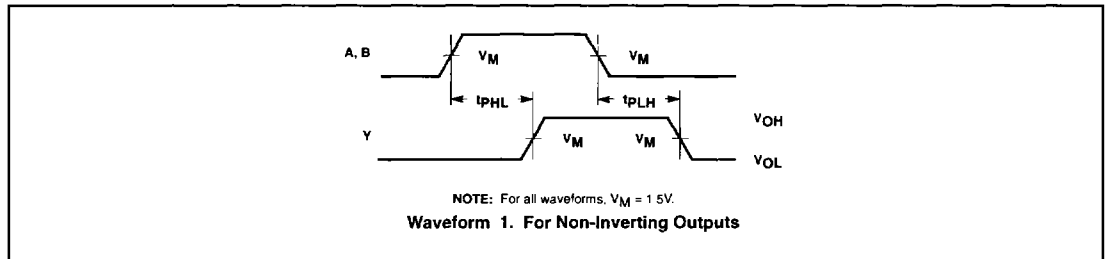 A, B
VM VM
tPHL tPLH
VOH
Y
VM VM
VOL
NOTE: For all waveforms, VM = 1 5V.
Waveform 1. For Non-Inverting Outputs